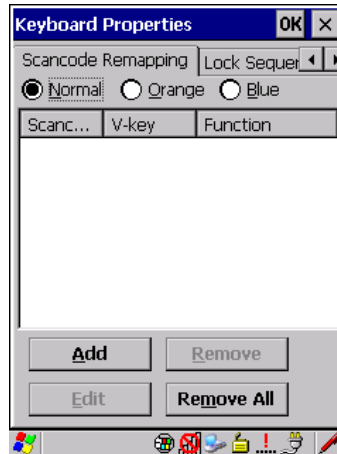 Keyboard Properties OK ×
Scancode Remapping Lock Sequer
Normal Orange Blue
Scanc... V-key Function
Add Remove
Edit Remove All